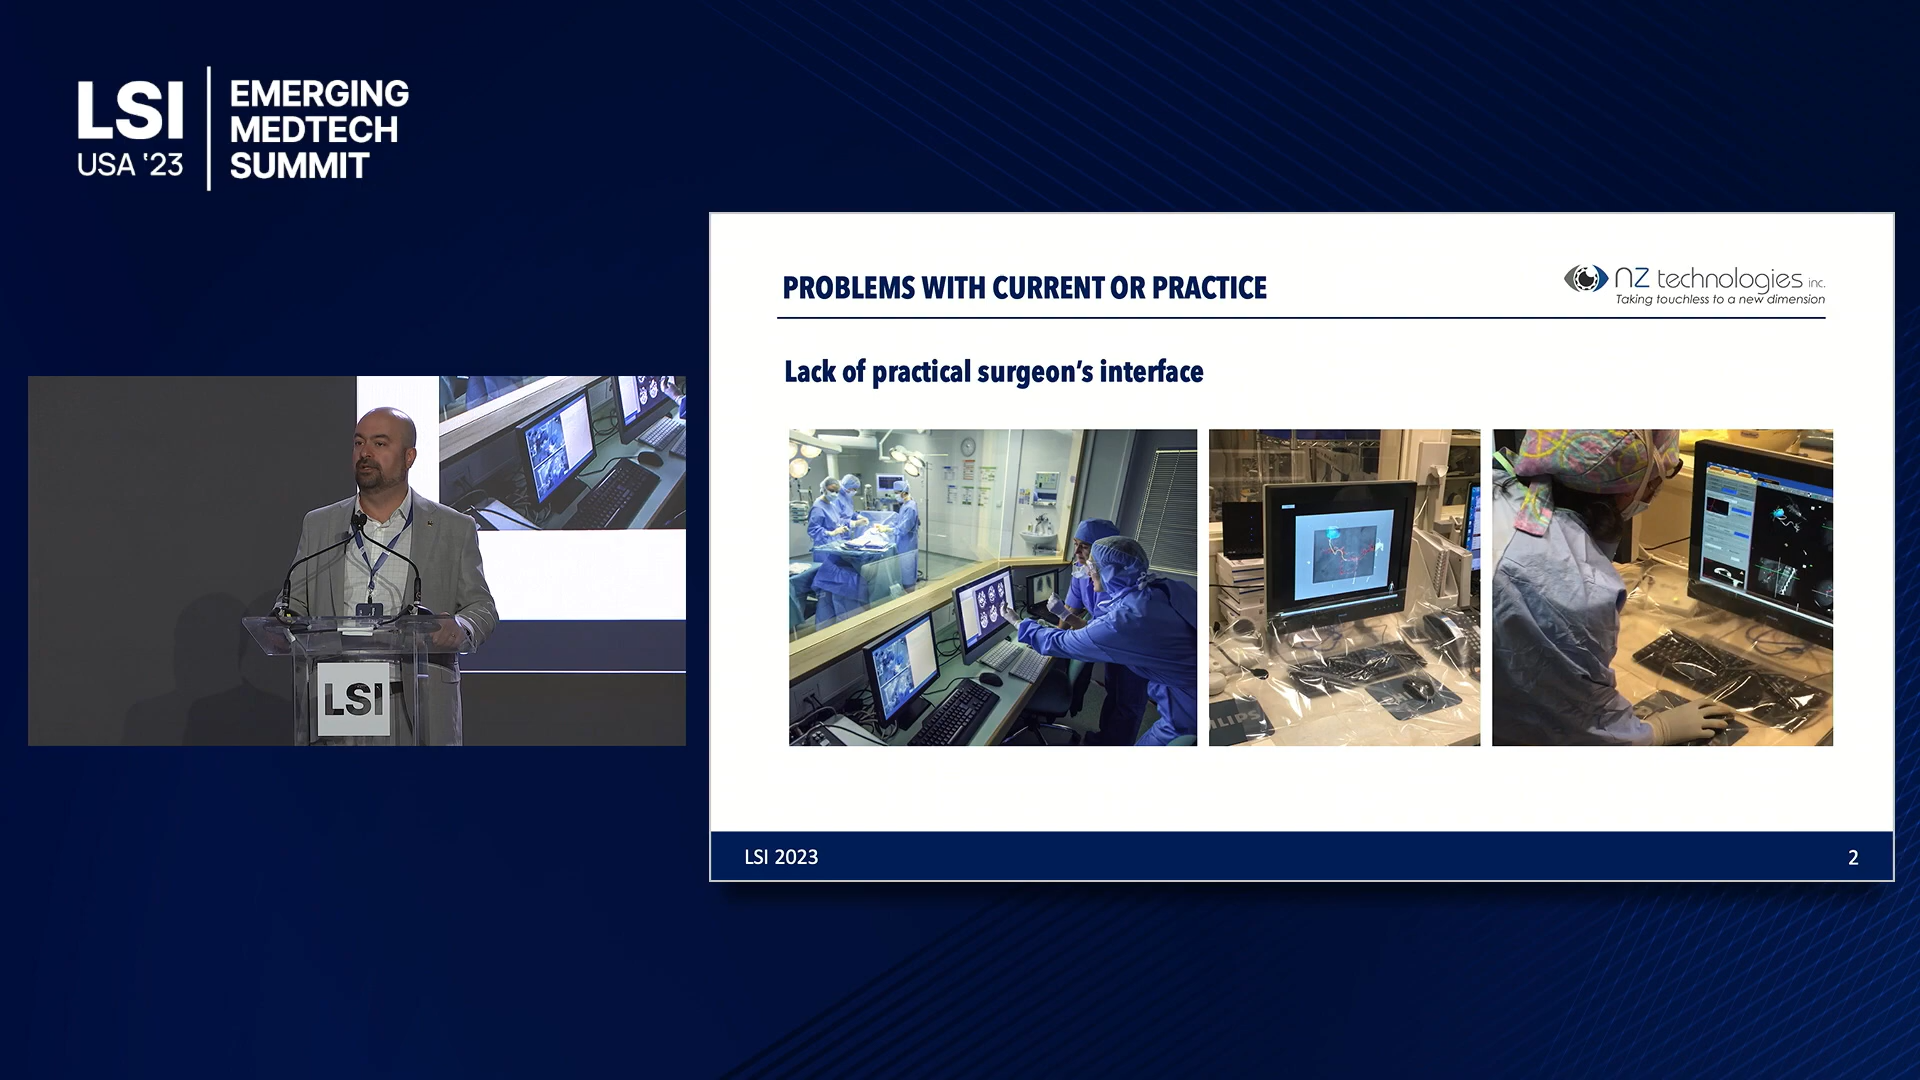 LSI
USA '23
EMERGING
MEDTECH
SUMMIT
PROBLEMS WITH CURRENT OR PRACTICE
nz technologies inc.
Taking touchless to a new dimension
Lack of practical surgeon's interface
LSI 2023
2
LSI